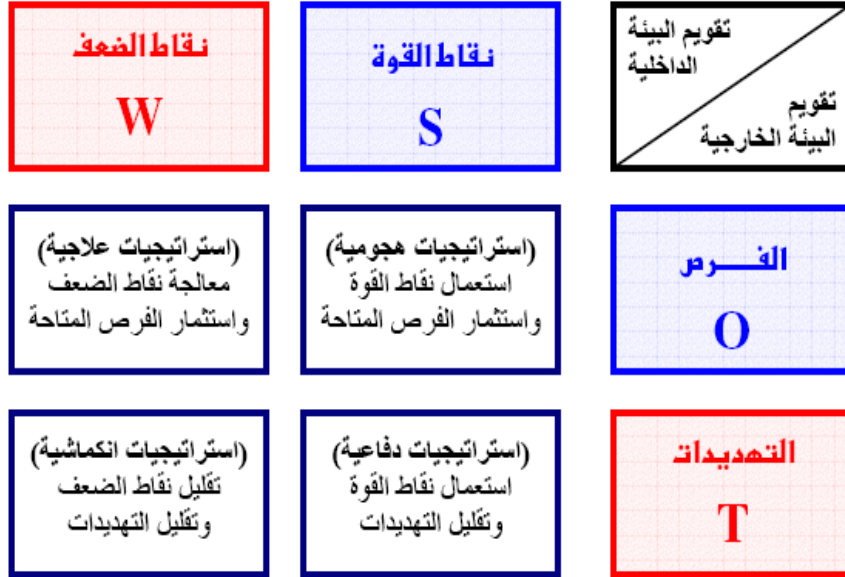 تقويم البيئة
الداخلية
تقويم
البيئة الخارجية
نقاط القوة
S
نقاط الضعف
W
الفـــرص
O
(استراتيجيات هجومية)
استعمال نقاط القوة
واستثمار الفرص المتاحة
(استراتيجيات علاجية)
معالجة نقاط الضعف
واستثمار الفرص المتاحة
التهديدات
T
(استراتيجيات دفاعية)
استعمال نقاط القوة
وتقليل التهديدات
(استراتيجيات انكماشية)
تقليل نقاط الضعف
وتقليل التهديدات